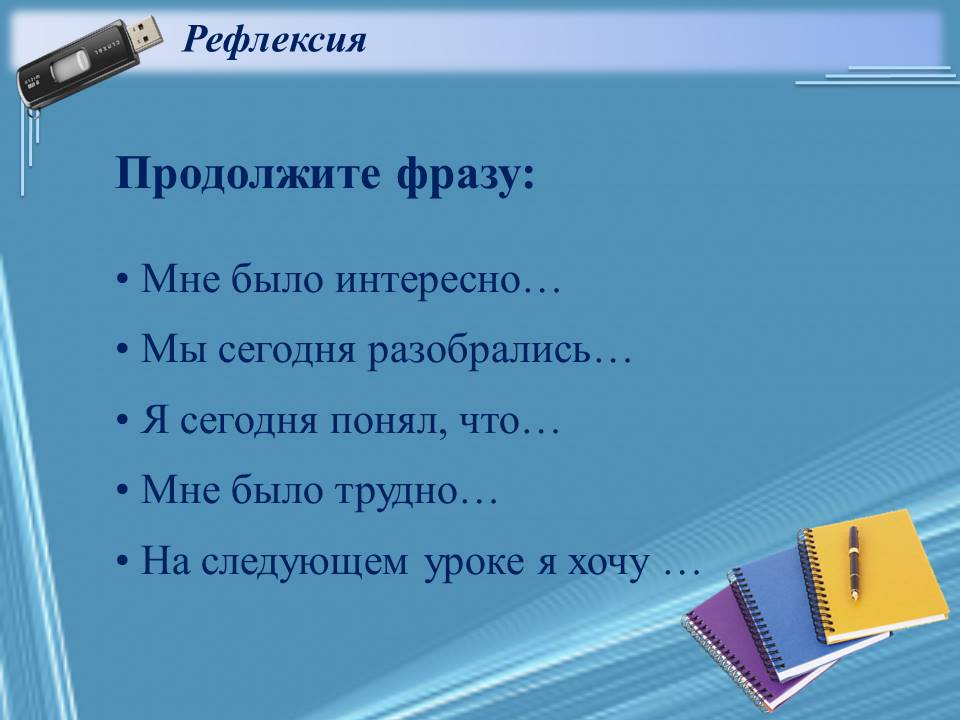 Рефлексия
Продолжите фразу:
• Мне было интересно…
• Мы сегодня разобрались…
• Я сегодня понял, что…
• Мне было трудно…
• На следующем уроке я хочу …